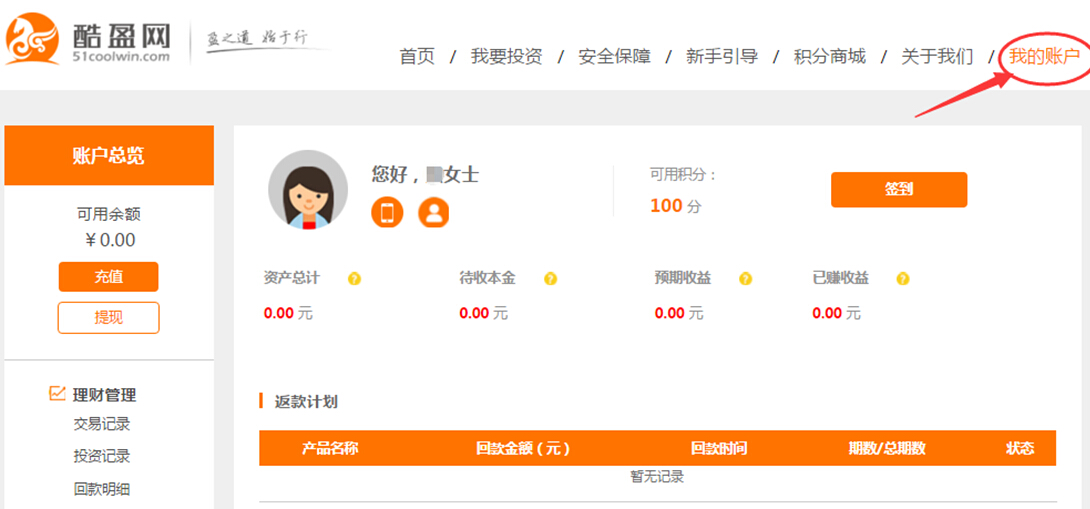 酷盈网
51coolwin.com
盈之道 始于行
首页 / 我要投资 / 安全保障 / 新手引导 / 积分商城 / 关于我们 / 我的账户
账户总览
可用余额
￥0.00
充值
提现
理财管理
交易记录
投资记录
回款明细
您好，女士
可用积分：
100 分
签到
资产总计 ? 待收本金 ? 预期收益 ? 已赚收益 ?
0.00 元 0.00 元 0.00 元 0.00 元
返款计划
产品名称 回款金额（元） 回款时间 期数/总期数 状态
暂无记录